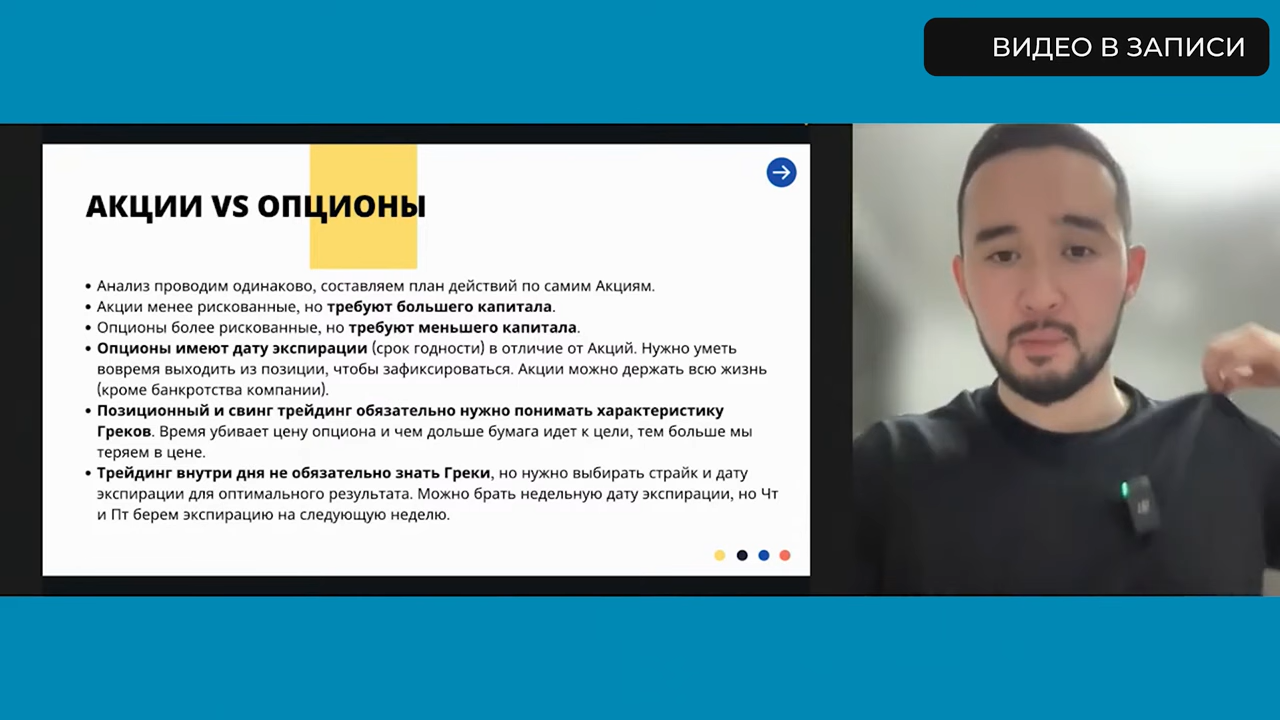 ВИДЕО В ЗАПИСИ
АКЦИИ VS ОПЦИОНЫ
• Анализ проводим одинаково, составляем план действий по самим Акциям.
• Акции менее рискованные, но требуют большего капитала.
• Опционы более рискованные, но требуют меньшего капитала.
• Опционы имеют дату экспирации (срок годности) в отличие от Акций. Нужно уметь
вовремя выходить из позиции, чтобы зафиксироваться. Акции можно держать всю жизнь
(кроме банкротства компании).
• Позиционный и свинг трейдинг обязательно нужно понимать характеристику
Греков. Время убивает цену опциона и чем дольше бумага идет к цели, тем больше мы
теряем в цене.
• Трейдинг внутри дня не обязательно знать Греки, но нужно выбирать страйк и дату
экспирации для оптимального результата. Можно брать недельную дату экспирации, но Чт
и Пт берем экспирацию на следующую неделю.